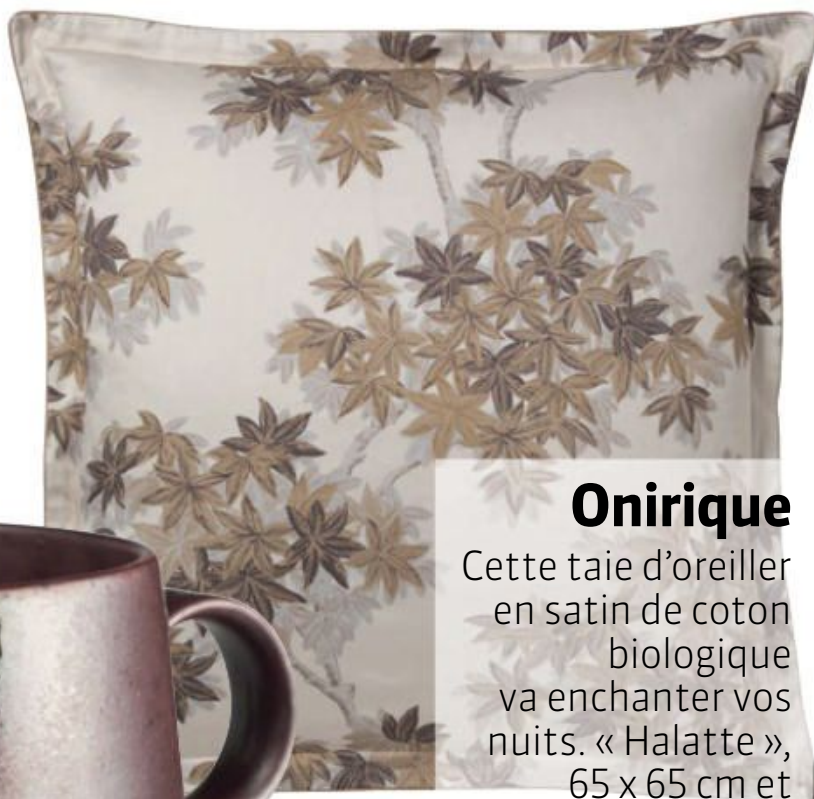 Onirique
Cette taie d’oreiller
en satin de coton
biologique
va enchanter vos
nuits. « Halatte »,
65 x 65 cm et